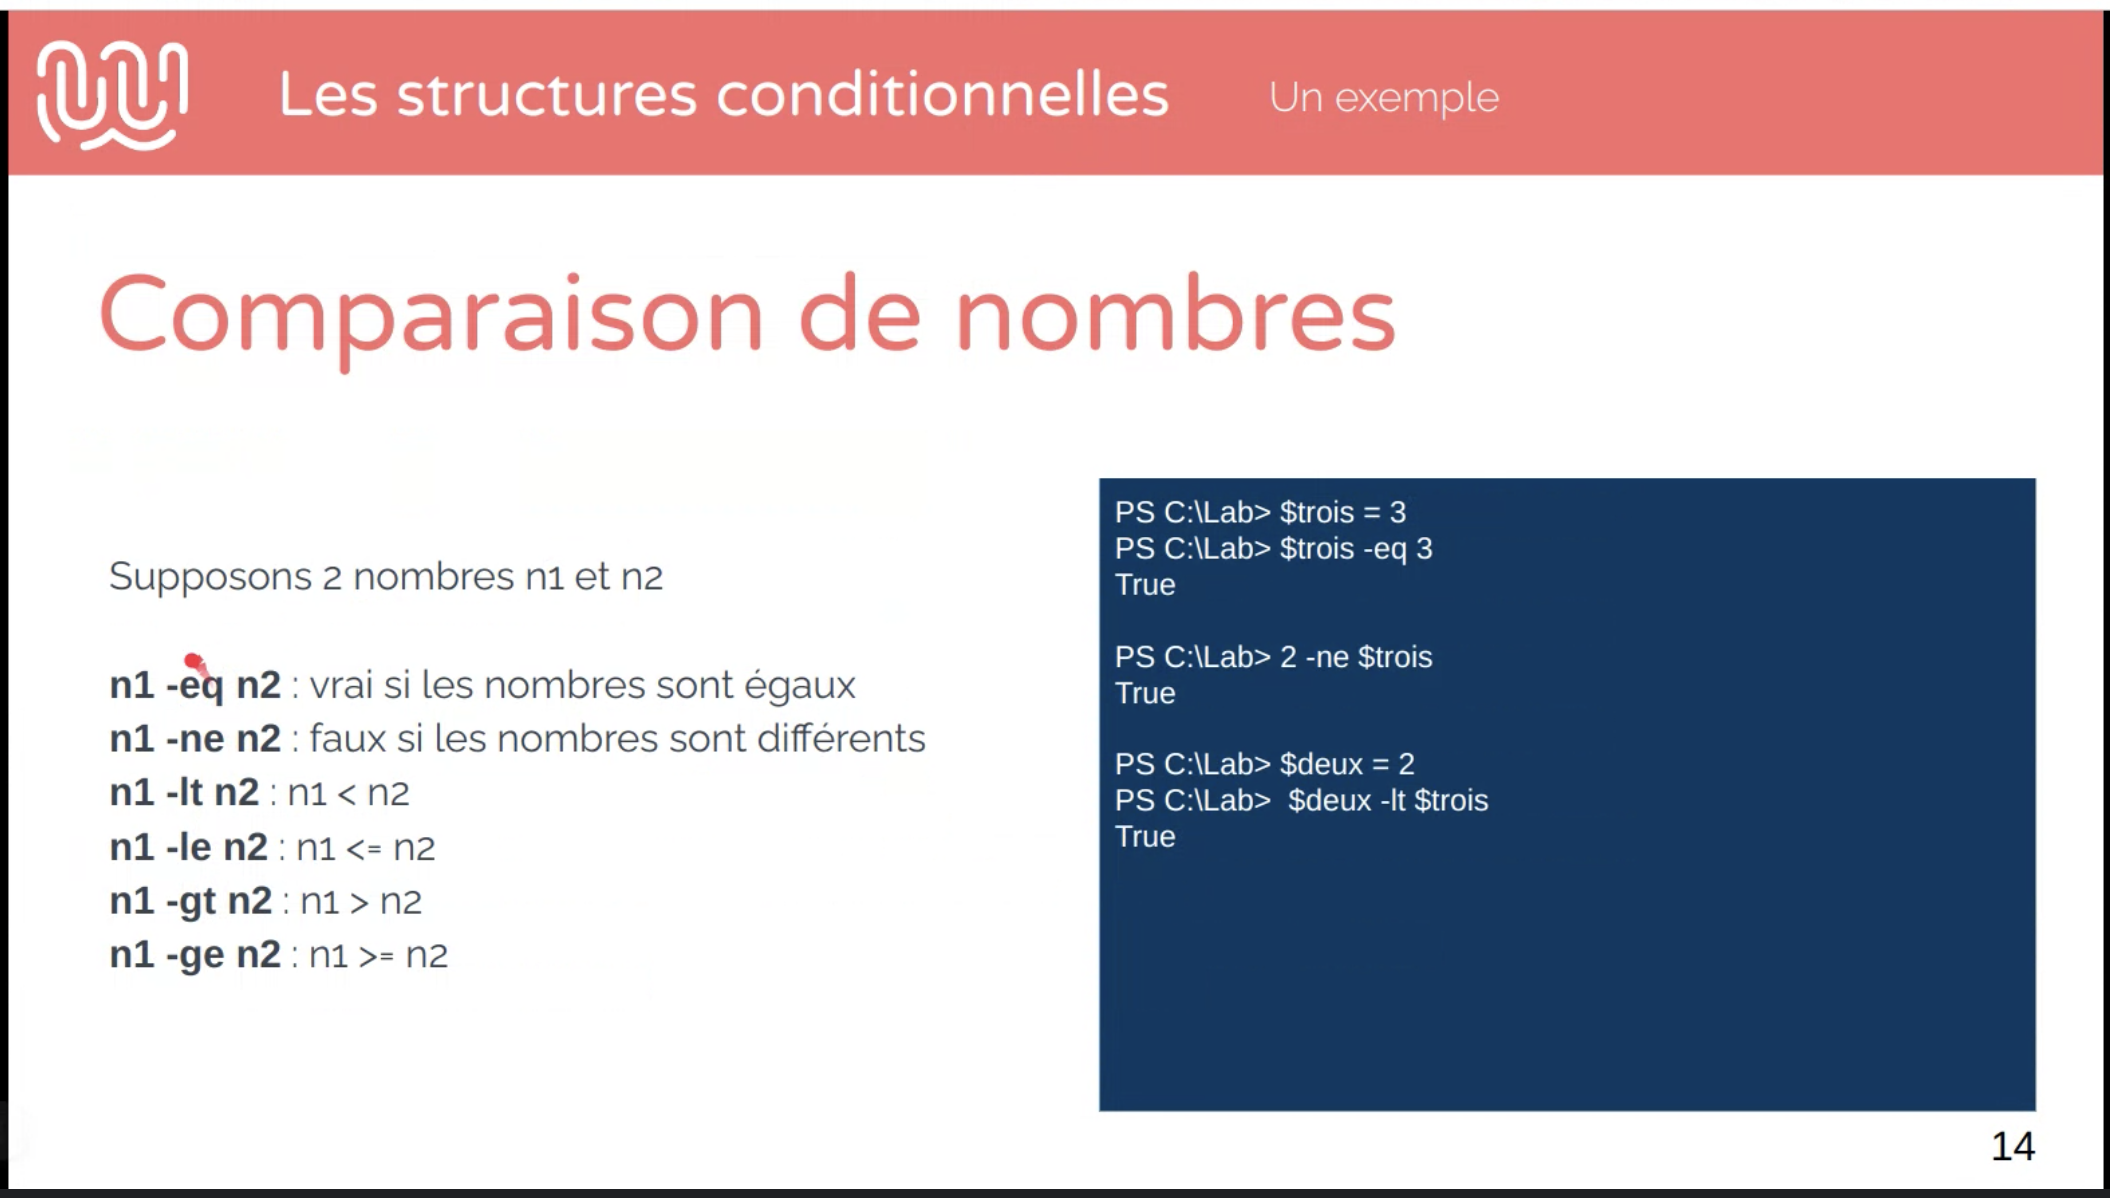 Les structures conditionnelles
Un exemple
Comparaison de nombres
Supposons 2 nombres n1 et n2
n1 -eq n2 : vrai si les nombres sont égaux
n1 -ne n2 : faux si les nombres sont différents
n1 -lt n2 : n1 < n2
n1 -le n2 : n1 <= n2
n1 -gt n2 : n1 > n2
n1 -ge n2 : n1 >= n2
PS C:\Lab> $trois = 3
PS C:\Lab> $trois -eq 3
True
PS C:\Lab> 2 -ne $trois
True
PS C:\Lab> $deux = 2
PS C:\Lab>  $deux -lt $trois
True
14